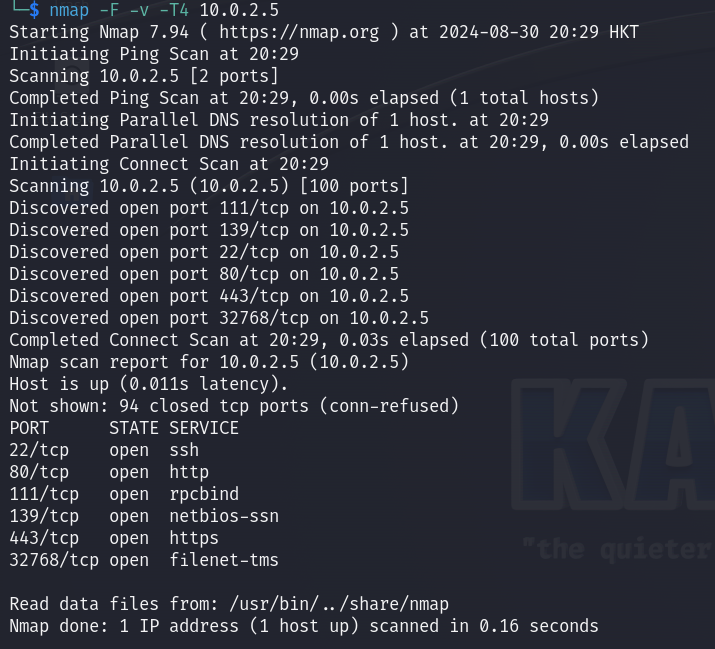 └─$ nmap -F -v -T4 10.0.2.5
Starting Nmap 7.94 ( https://nmap.org ) at 2024-08-30 20:29 HKT
Initiating Ping Scan at 20:29
Scanning 10.0.2.5 [2 ports]
Completed Ping Scan at 20:29, 0.00s elapsed (1 total hosts)
Initiating Parallel DNS resolution of 1 host. at 20:29
Completed Parallel DNS resolution of 1 host. at 20:29, 0.00s elapsed
Initiating Connect Scan at 20:29
Scanning 10.0.2.5 (10.0.2.5) [100 ports]
Discovered open port 111/tcp on 10.0.2.5
Discovered open port 139/tcp on 10.0.2.5
Discovered open port 22/tcp on 10.0.2.5
Discovered open port 80/tcp on 10.0.2.5
Discovered open port 443/tcp on 10.0.2.5
Discovered open port 32768/tcp on 10.0.2.5
Completed Connect Scan at 20:29, 0.03s elapsed (100 total ports)
Nmap scan report for 10.0.2.5 (10.0.2.5)
Host is up (0.011s latency).
Not shown: 94 closed tcp ports (conn-refused)
PORT      STATE SERVICE
22/tcp    open  ssh
80/tcp    open  http
111/tcp   open  rpcbind
139/tcp   open  netbios-ssn
443/tcp   open  https
32768/tcp open  filenet-tms
KA
"the quieter
Read data files from: /usr/bin/../share/nmap
Nmap done: 1 IP address (1 host up) scanned in 0.16 seconds